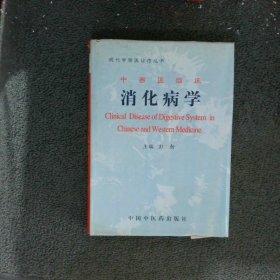 现代中西医诊疗丛书
中西医临床
消化病学
Clinical Disease of Digestive System in
Chinese and Western Medicine
主编
中国中医药出版社